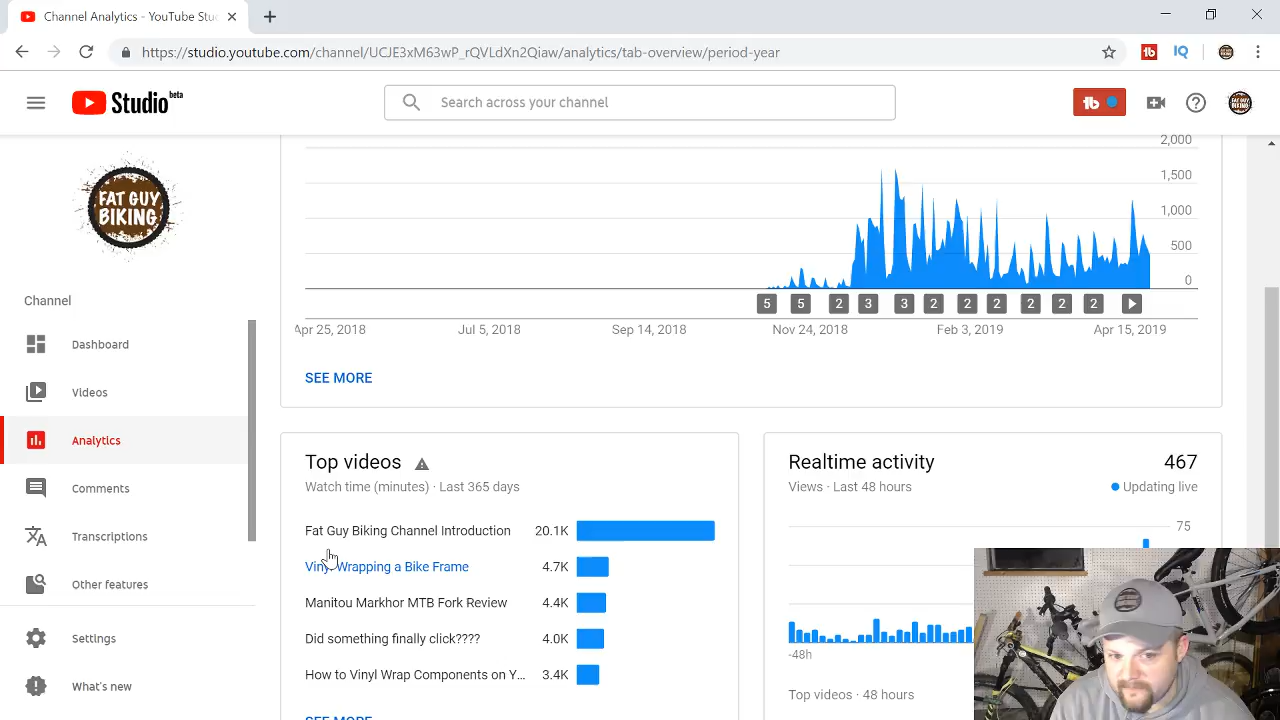 Channel Analytics - YouTube Stu
https://studio.youtube.com/channel/UCJE3xM63wP_rQVLdXn2Qiaw/analytics/tab-overview/period-year
Studio beta
Search across your channel
FAT GUY
BIKING
Channel
Dashboard
Videos
Analytics
Comments
Transcriptions
Other features
Settings
What's new
2,000
1,500
1,000
500
0
5 5 2 3 3 2 2 2 2 2 2
Apr 25, 2018 Jul 5, 2018 Sep 14, 2018 Nov 24, 2018 Feb 3, 2019 Apr 15, 2019
SEE MORE
Top videos
Watch time (minutes) · Last 365 days
Fat Guy Biking Channel Introduction 20.1K
Vinyl Wrapping a Bike Frame 4.7K
Manitou Markhor MTB Fork Review 4.4K
Did something finally click???? 4.0K
How to Vinyl Wrap Components on Y... 3.4K
SEE MORE
Realtime activity 467
Views · Last 48 hours Updating live
75
-48h
Top videos · 48 hours